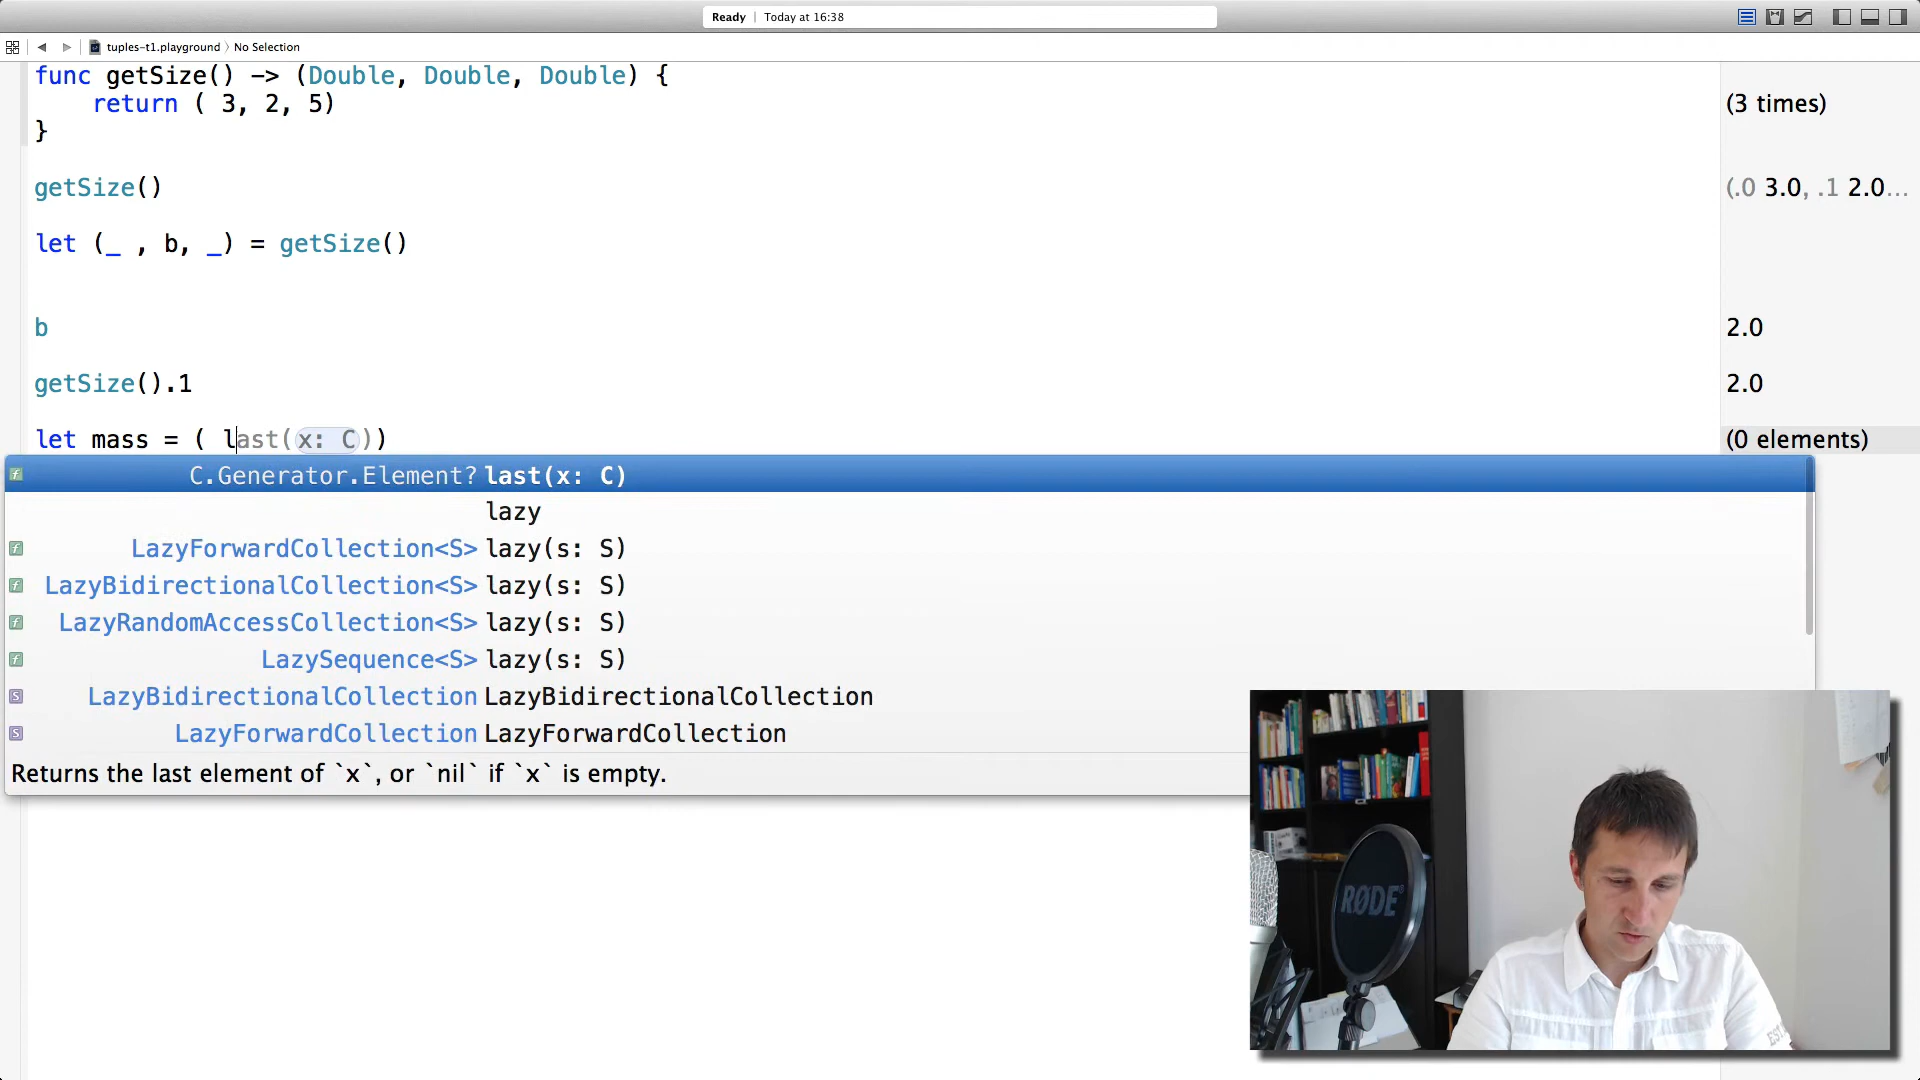 Ready | Today at 16:38
tuples-t1.playground 〉 No Selection
func getSize() -> (Double, Double, Double) {
return ( 3, 2, 5)
(3 times)
}
getSize()
(.0 3.0, .1 2.0...
let (_ , b, _) = getSize()
b
2.0
getSize().1
2.0
let mass = ( last(x: C))
(0 elements)
f C.Generator.Element? last(x: C)
lazy
f LazyForwardCollection<S> lazy(s: S)
f LazyBidirectionalCollection<S> lazy(s: S)
f LazyRandomAccessCollection<S> lazy(s: S)
f LazySequence<S> lazy(s: S)
S LazyBidirectionalCollection LazyBidirectionalCollection
S LazyForwardCollection LazyForwardCollection
Returns the last element of `x`, or `nil` if `x` is empty.
RØDE